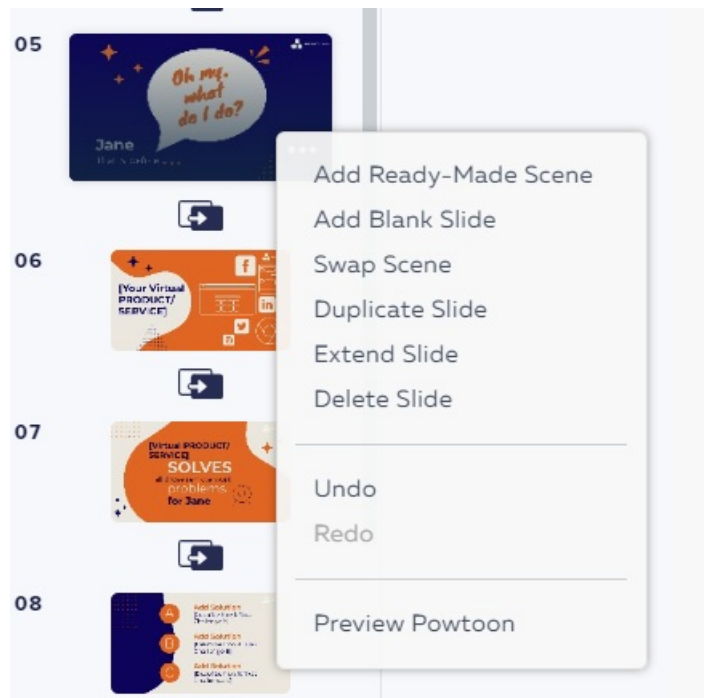 05
Oh my,
what
do I do?
Jane
06
[Your Virtual
PRODUCT/
SERVICE]
07
[Virtual PRODUCT/
SERVICE]
SOLVES
problems
for Jane
08
A
Add Solution
Add Solution
C
Add Solution
Add Ready-Made Scene
Add Blank Slide
Swap Scene
Duplicate Slide
Extend Slide
Delete Slide
Undo
Redo
Preview Powtoon